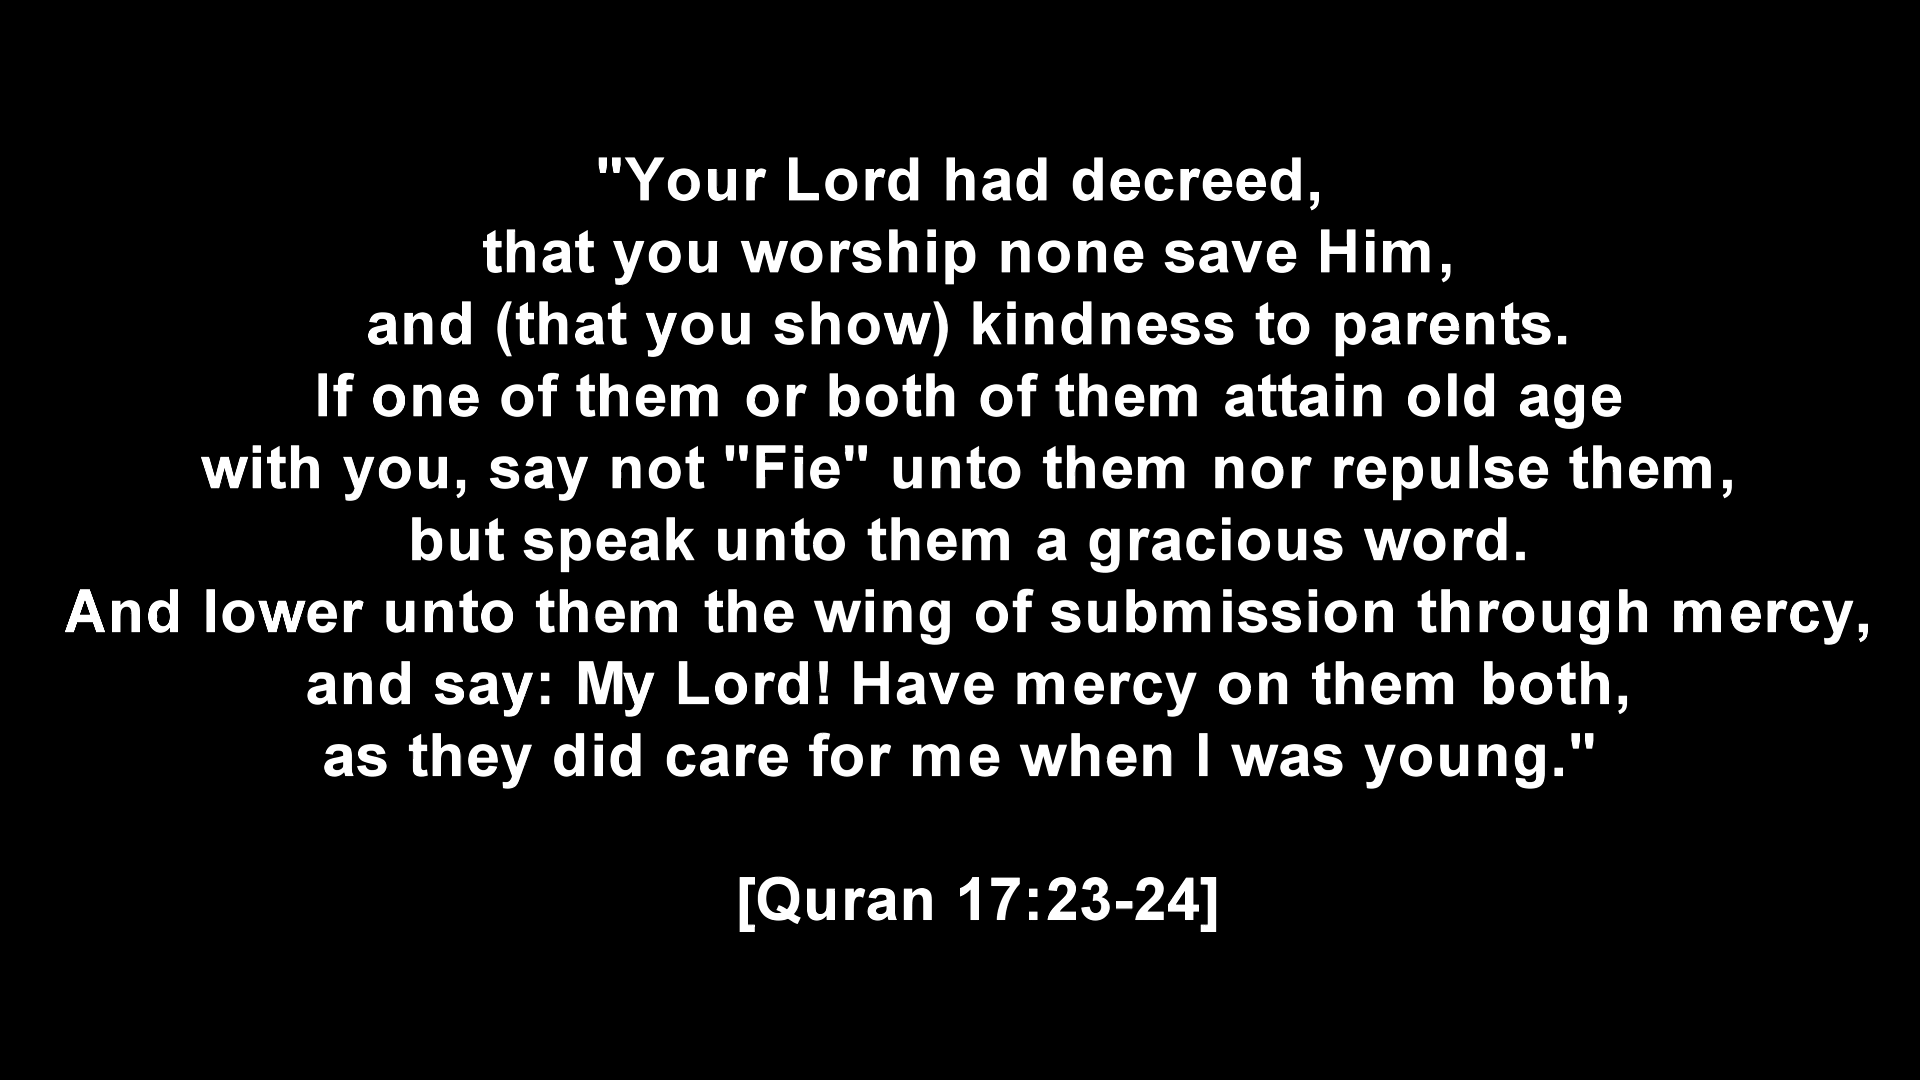 "Your Lord had decreed,
that you worship none save Him,
and (that you show) kindness to parents.
If one of them or both of them attain old age
with you, say not "Fie" unto them nor repulse them,
but speak unto them a gracious word.
And lower unto them the wing of submission through mercy,
and say: My Lord! Have mercy on them both,
as they did care for me when I was young."
[Quran 17:23-24]